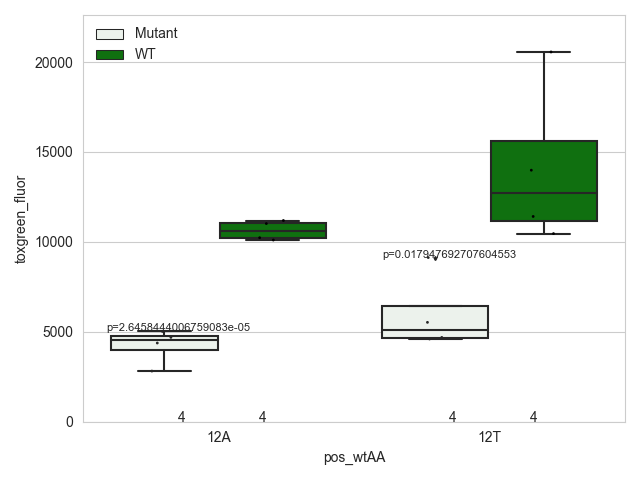 Mutant
WT
20000
15000
10000
5000
0
toxgreen_fluor
p=0.017947692707604553
p=2.6458444006759083e-05
4 4 4 4
12A 12T
pos_wtAA